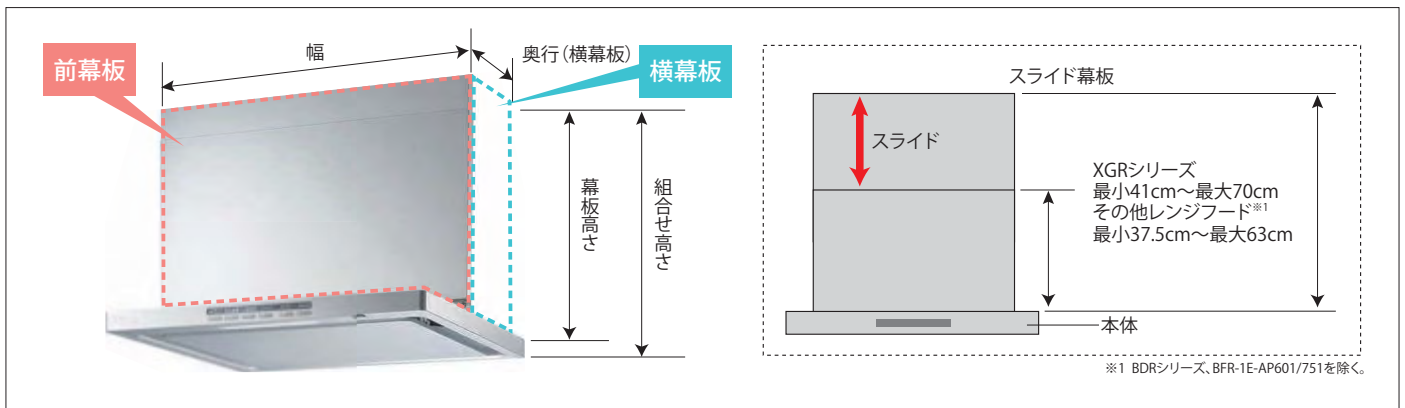 前幕板
幅
奥行（横幕板）
横幕板
幕板高さ
組合せ高さ
スライド幕板
スライド
XGRシリーズ
最小41cm～最大70cm
その他レンジフード※1
最小37.5cm～最大63cm
本体
※1 BDRシリーズ、BFR-1E-AP601/751を除く。